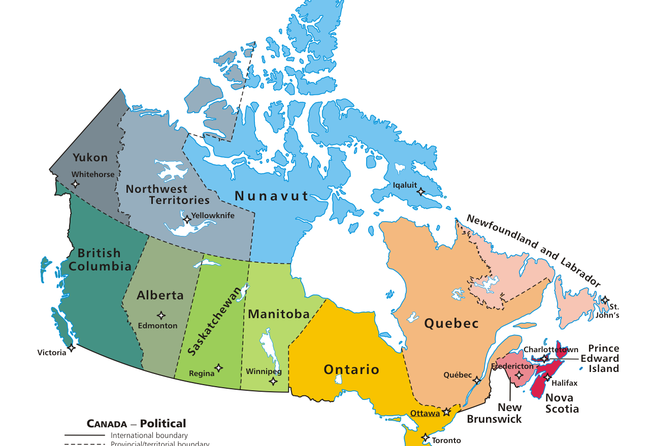 Yukon
Whitehorse
Northwest
Territories
Yellowknife
Nunavut
Iqaluit
British
Columbia
Victoria
Alberta
Edmonton
Saskatchewan
Regina
Manitoba
Winnipeg
Ontario
Ottawa
Toronto
Quebec
Québec
Newfoundland and Labrador
St.
John's
Charlottetown
Prince
Edward
Island
Fredericton
Halifax
New
Brunswick
Nova
Scotia
CANADA – Political
International boundary
Provincial/territorial boundary